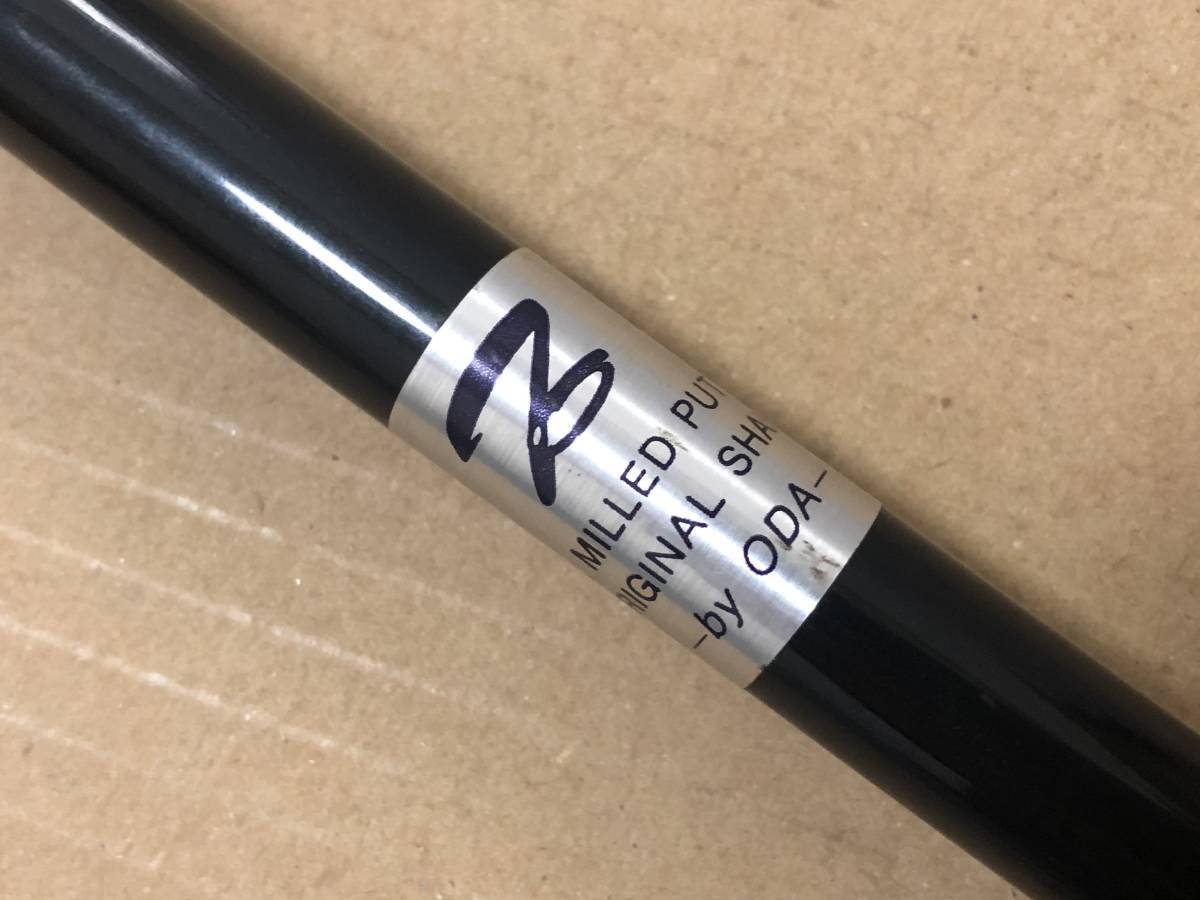 MILLED PUT
RIGINAL SHA
-by ODA-